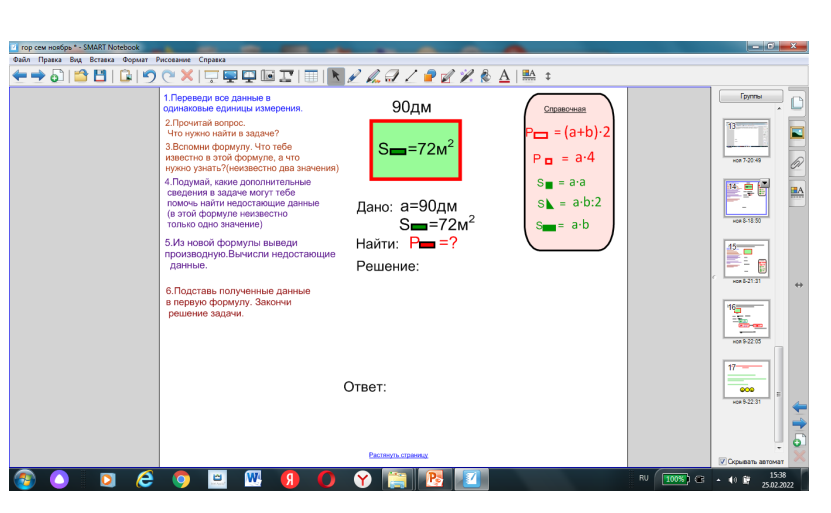 гор сем ноябрь * - SMART Notebook
Файл Правка Вид Вставка Формат Рисование Справка
1.Переведи все данные в
одинаковые единицы измерения.
2.Прочитай вопрос.
Что нужно найти в задаче?
3.Вспомни формулу. Что тебе
известно в этой формуле, а что
нужно узнать?(неизвестно два значения)
4.Подумай, какие дополнительные
сведения в задаче могут тебе
помочь найти недостающие данные
(в этой формуле неизвестно
только одно значение)
5.Из новой формулы выведи
производную.Вычисли недостающие
данные.
6.Подставь полученные данные
в первую формулу. Закончи
решение задачи.
90дм
S=72м²
Дано: a=90дм
S=72м²
Найти: P=?
Решение:
Ответ:
Растянуть страницу
Справочная
P = (a+b)·2
P = a·4
S = a·a
S = a·b:2
S = a·b
Группы
13
ноя 7-20:49
14
ноя 8-18:50
15
ноя 8-21:31
16
ноя 9-22:05
17
ноя 9-22:31
Скрывать автомат
RU
100%
15:38
25.02.2022